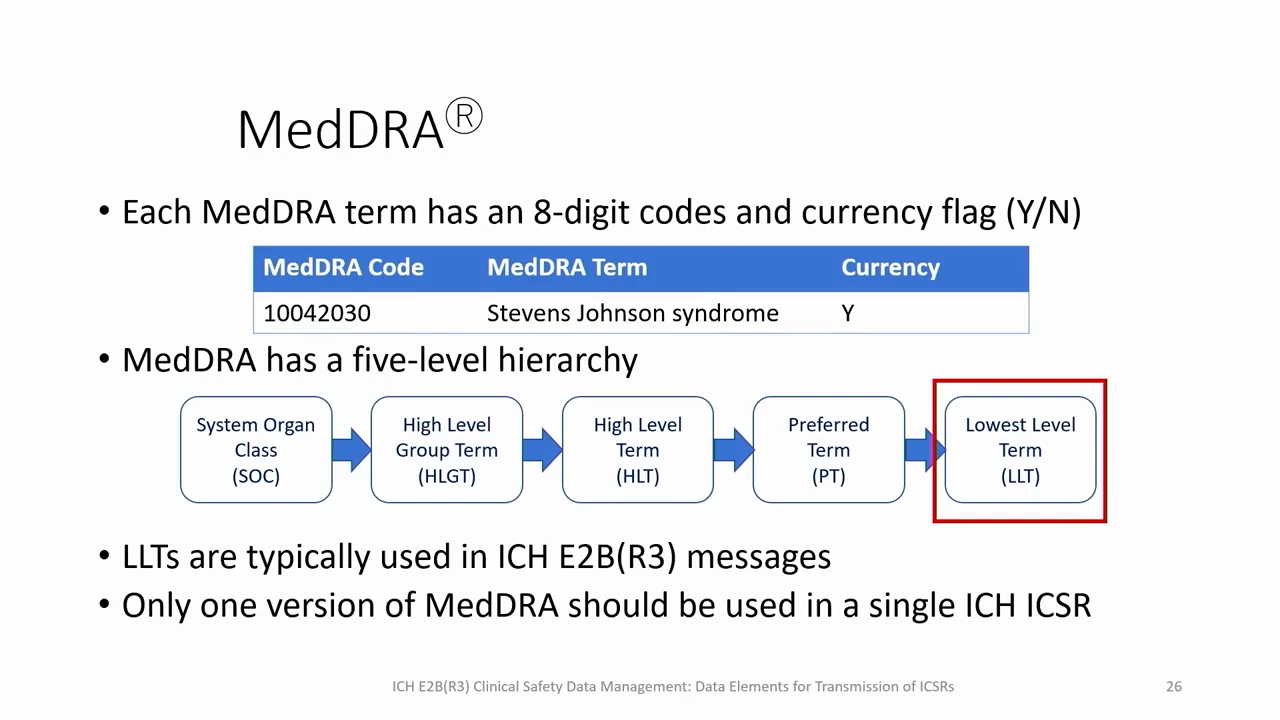 MedDRA®
• Each MedDRA term has an 8-digit codes and currency flag (Y/N)
MedDRA Code MedDRA Term Currency
10042030 Stevens Johnson syndrome Y
• MedDRA has a five-level hierarchy
System Organ
Class
(SOC)
High Level
Group Term
(HLGT)
High Level
Term
(HLT)
Preferred
Term
(PT)
Lowest Level
Term
(LLT)
• LLTs are typically used in ICH E2B(R3) messages
• Only one version of MedDRA should be used in a single ICH ICSR
ICH E2B(R3) Clinical Safety Data Management: Data Elements for Transmission of ICSRs
26